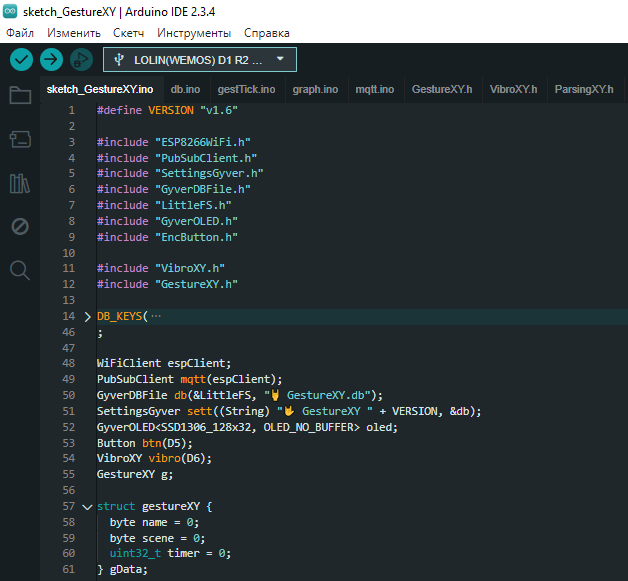 sketch_GestureXY | Arduino IDE 2.3.4
Файл Изменить Скетч Инструменты Справка
LOLIN(WEMOS) D1 R2 ...
sketch_GestureXY.ino db.ino gestTick.ino graph.ino mqtt.ino GestureXY.h VibroXY.h ParsingXY.h
1 #define VERSION "v1.6"
2
3 #include "ESP8266WiFi.h"
4 #include "PubSubClient.h"
5 #include "SettingsGyver.h"
6 #include "GyverDBFile.h"
7 #include "LittleFS.h"
8 #include "GyverOLED.h"
9 #include "EncButton.h"
10
11 #include "VibroXY.h"
12 #include "GestureXY.h"
13
14 DB_KEYS(···
46 ;
47
48 WiFiClient espClient;
49 PubSubClient mqtt(espClient);
50 GyverDBFile db(&LittleFS, "🤘 GestureXY.db");
51 SettingsGyver sett((String) "🤟 GestureXY " + VERSION, &db);
52 GyverOLED<SSD1306_128x32, OLED_NO_BUFFER> oled;
53 Button btn(D5);
54 VibroXY vibro(D6);
55 GestureXY g;
56
57 struct gestureXY {
58 byte name = 0;
59 byte scene = 0;
60 uint32_t timer = 0;
61 } gData;